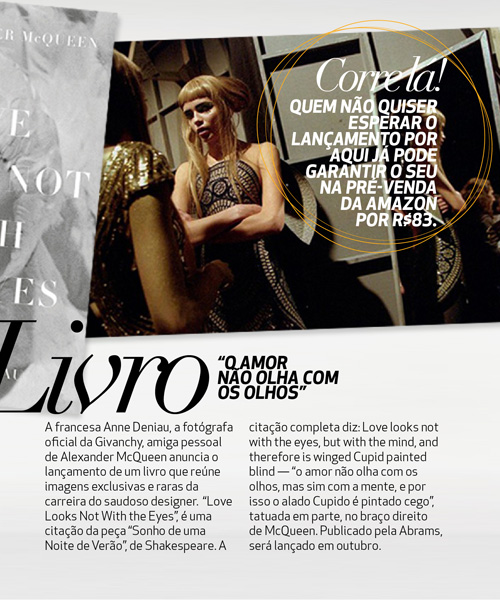 ER McQUEEN
E
NOT
H
ES
AU
Corre lá!
QUEM NÃO QUISER
ESPERAR O
LANÇAMENTO POR
AQUI JÁ PODE
GARANTIR O SEU
NA PRÉ-VENDA
DA AMAZON
POR R$83.
Livro
“O AMOR
NÃO OLHA COM
OS OLHOS”
A francesa Anne Deniau, a fotógrafa
oficial da Givanchy, amiga pessoal
de Alexander McQueen anuncia o
lançamento de um livro que reúne
imagens exclusivas e raras da
carreira do saudoso designer. “Love
Looks Not With the Eyes”, é uma
citação da peça “Sonho de uma
Noite de Verão”, de Shakespeare. A
citação completa diz: Love looks not
with the eyes, but with the mind, and
therefore is winged Cupid painted
blind — “o amor não olha com os
olhos, mas sim com a mente, e por
isso o alado Cupido é pintado cego”,
tatuada em parte, no braço direito
de McQueen. Publicado pela Abrams,
será lançado em outubro.